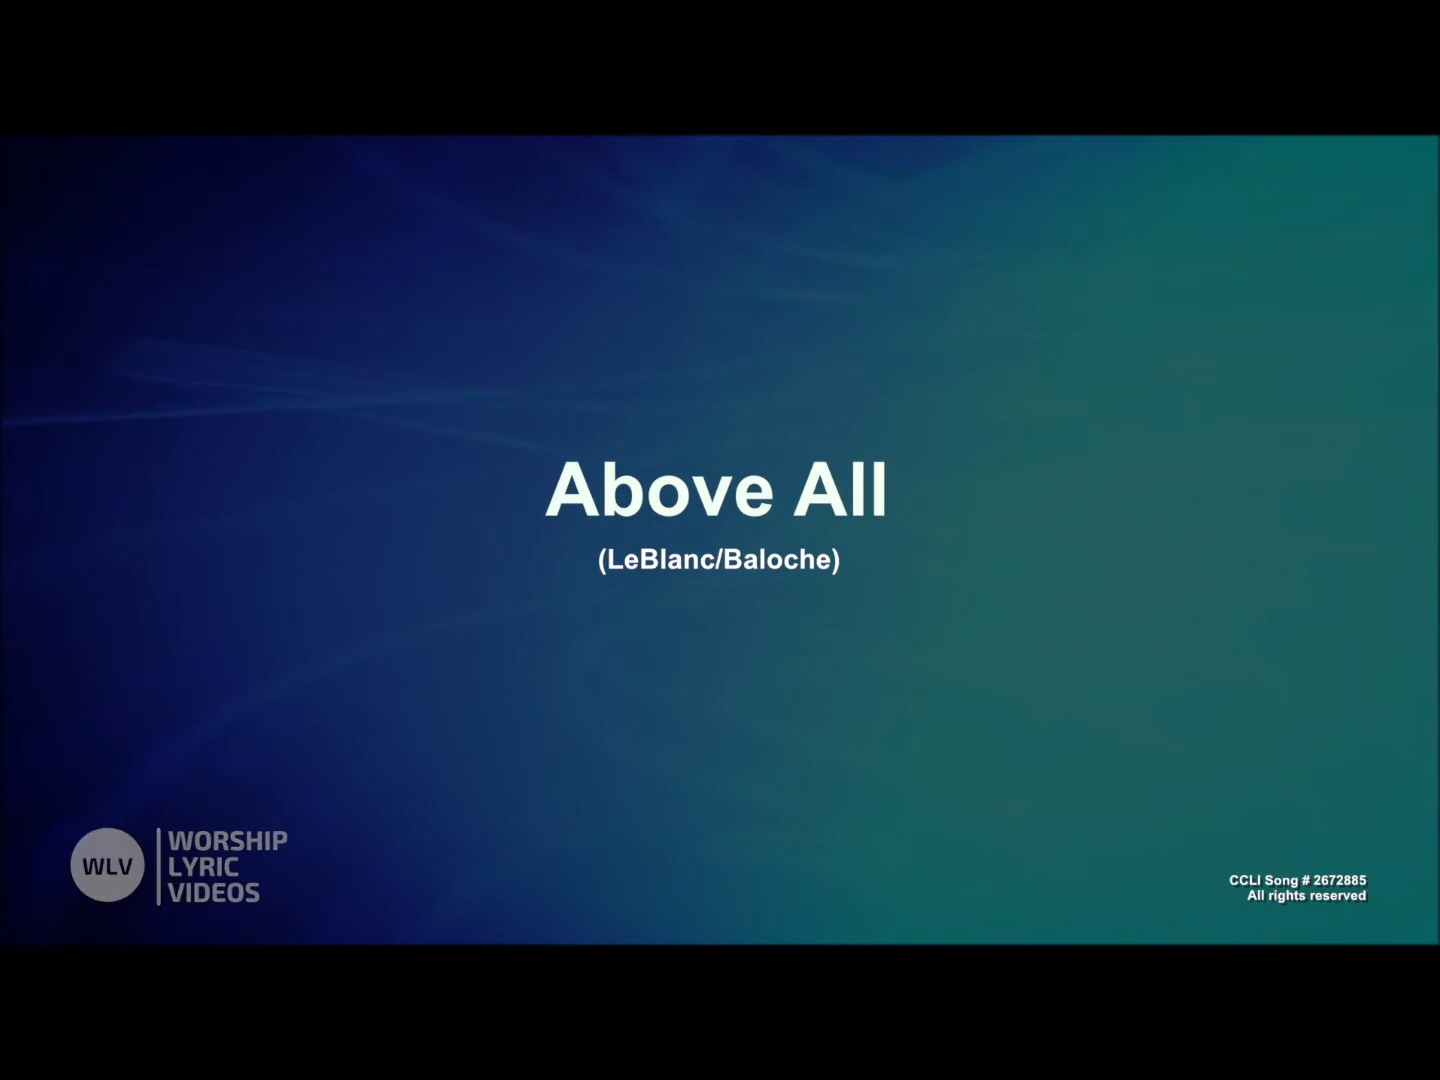 Above All
(LeBlanc/Baloche)
WLV
WORSHIP
LYRIC
VIDEOS
CCLI Song # 2672885
All rights reserved